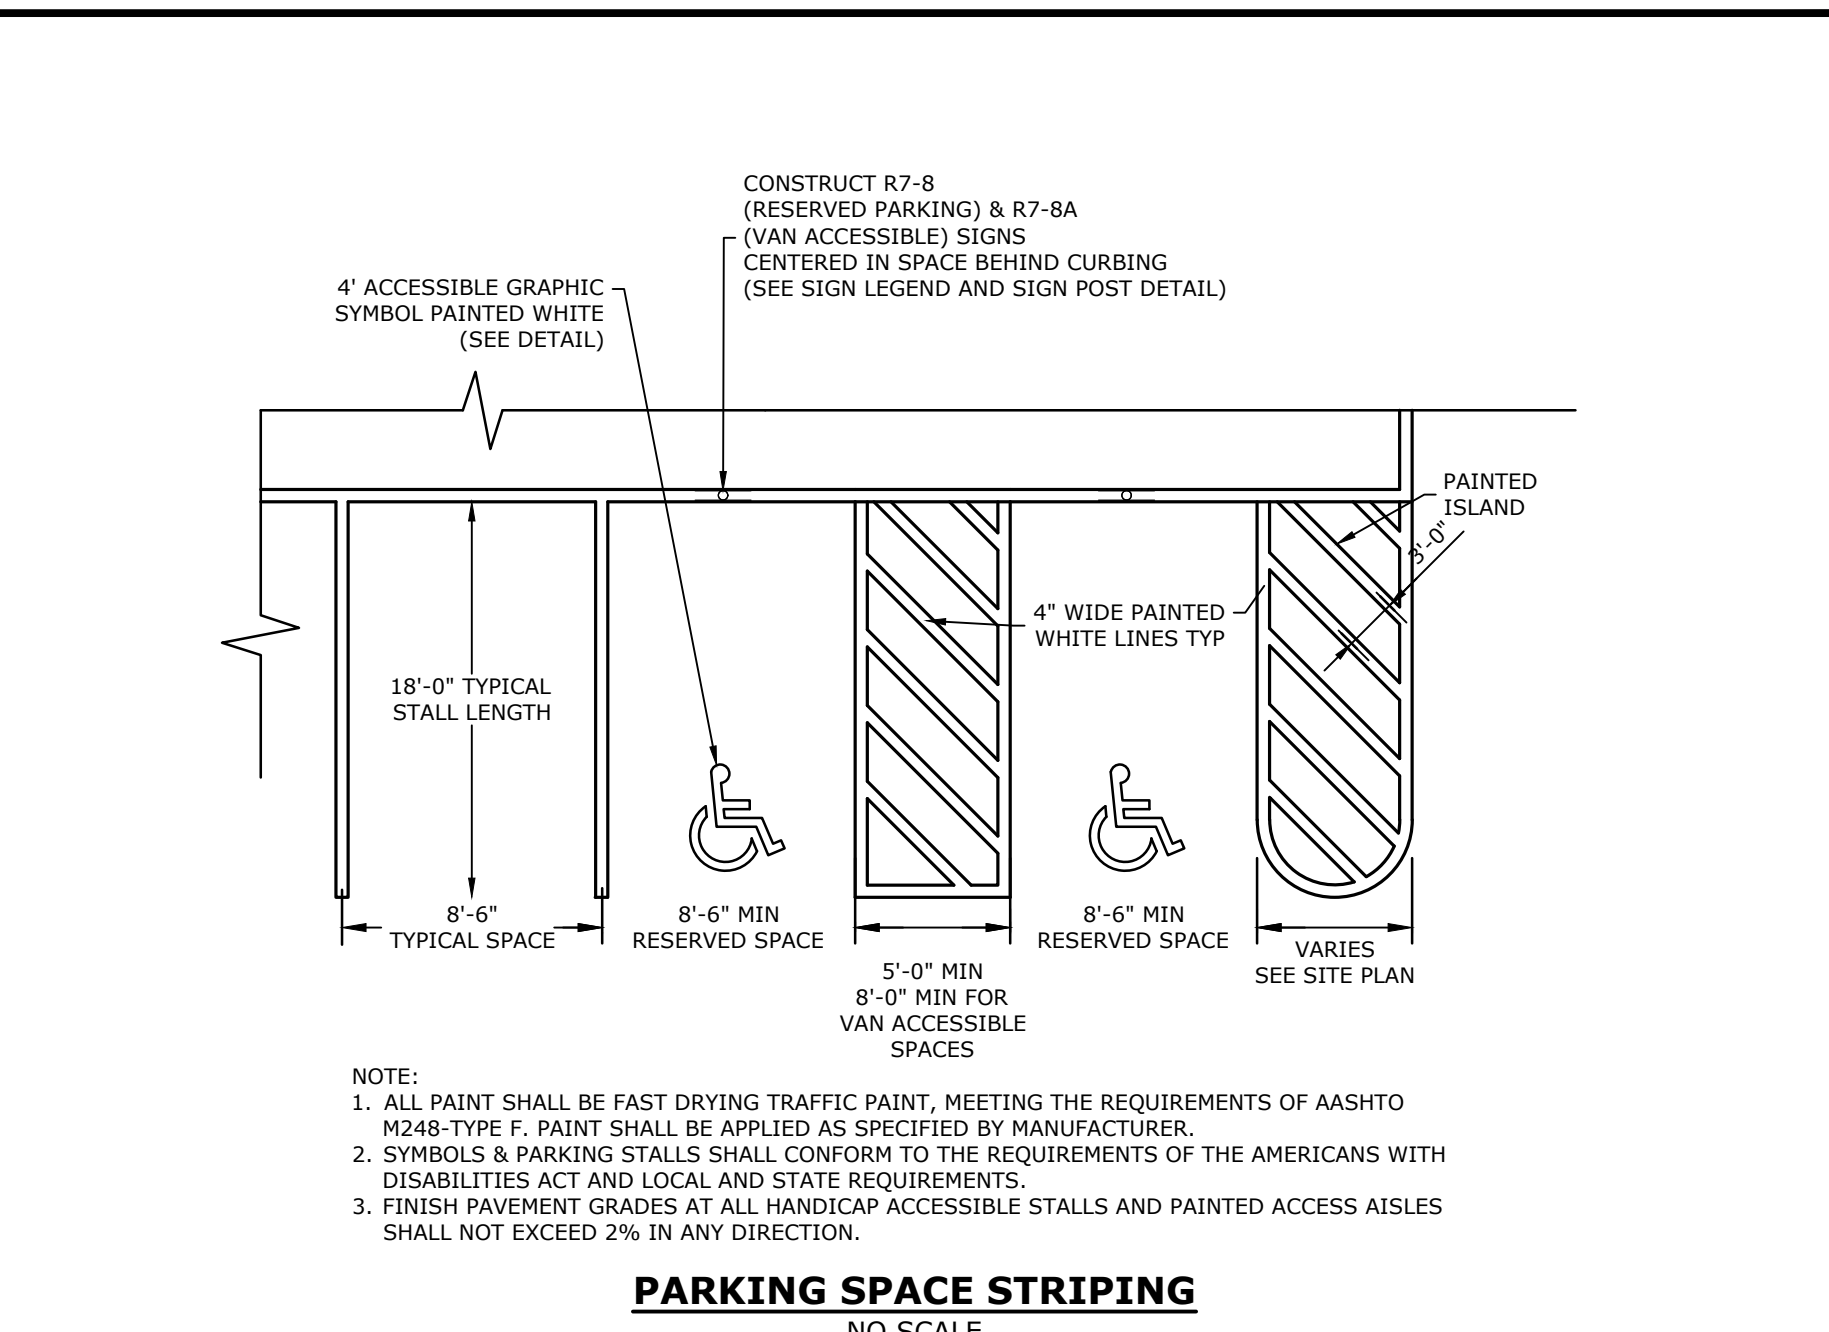 CONSTRUCT R7-8
(RESERVED PARKING) & R7-8A
(VAN ACCESSIBLE) SIGNS
CENTERED IN SPACE BEHIND CURBING
(SEE SIGN LEGEND AND SIGN POST DETAIL)
4' ACCESSIBLE GRAPHIC
SYMBOL PAINTED WHITE
(SEE DETAIL)
PAINTED
ISLAND
3'-0"
4" WIDE PAINTED
WHITE LINES TYP
18'-0" TYPICAL
STALL LENGTH
8'-6"
TYPICAL SPACE
8'-6" MIN
RESERVED SPACE
5'-0" MIN
8'-0" MIN FOR
VAN ACCESSIBLE
SPACES
8'-6" MIN
RESERVED SPACE
VARIES
SEE SITE PLAN
NOTE:
1. ALL PAINT SHALL BE FAST DRYING TRAFFIC PAINT, MEETING THE REQUIREMENTS OF AASHTO
M248-TYPE F. PAINT SHALL BE APPLIED AS SPECIFIED BY MANUFACTURER.
2. SYMBOLS & PARKING STALLS SHALL CONFORM TO THE REQUIREMENTS OF THE AMERICANS WITH
DISABILITIES ACT AND LOCAL AND STATE REQUIREMENTS.
3. FINISH PAVEMENT GRADES AT ALL HANDICAP ACCESSIBLE STALLS AND PAINTED ACCESS AISLES
SHALL NOT EXCEED 2% IN ANY DIRECTION.
PARKING SPACE STRIPING
NO SCALE